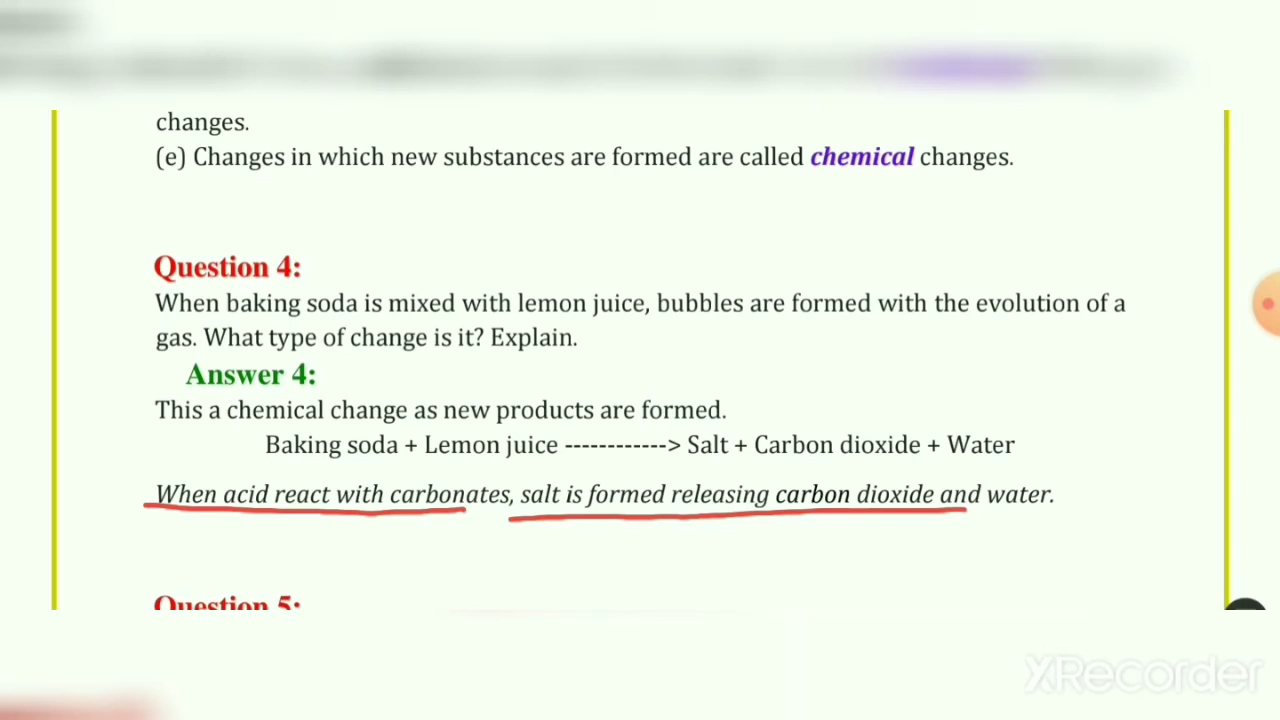 changes.
(e) Changes in which new substances are formed are called chemical changes.
Question 4:
When baking soda is mixed with lemon juice, bubbles are formed with the evolution of a
gas. What type of change is it? Explain.
Answer 4:
This a chemical change as new products are formed.
Baking soda + Lemon juice ------------> Salt + Carbon dioxide + Water
When acid react with carbonates, salt is formed releasing carbon dioxide and water.
Question 5:
XRecorder